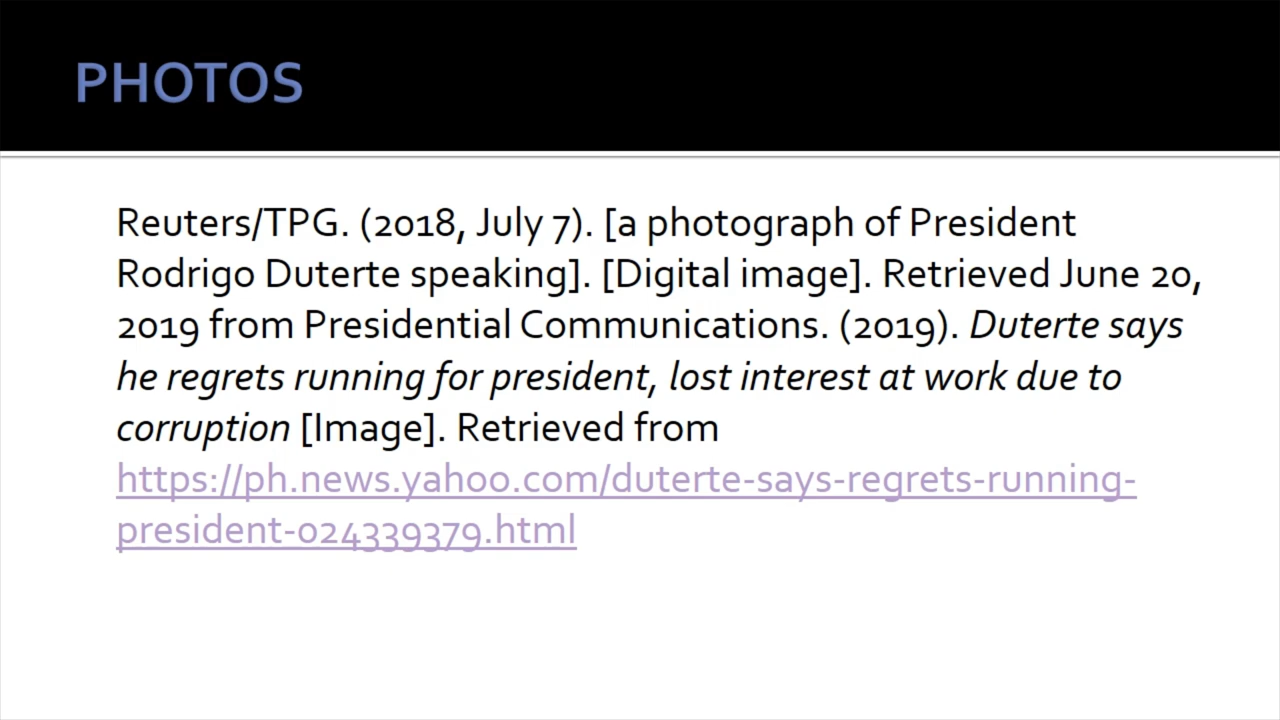 PHOTOS
Reuters/TPG. (2018, July 7). [a photograph of President
Rodrigo Duterte speaking]. [Digital image]. Retrieved June 20,
2019 from Presidential Communications. (2019). Duterte says
he regrets running for president, lost interest at work due to
corruption [Image]. Retrieved from
https://ph.news.yahoo.com/duterte-says-regrets-running-
president-024339379.html